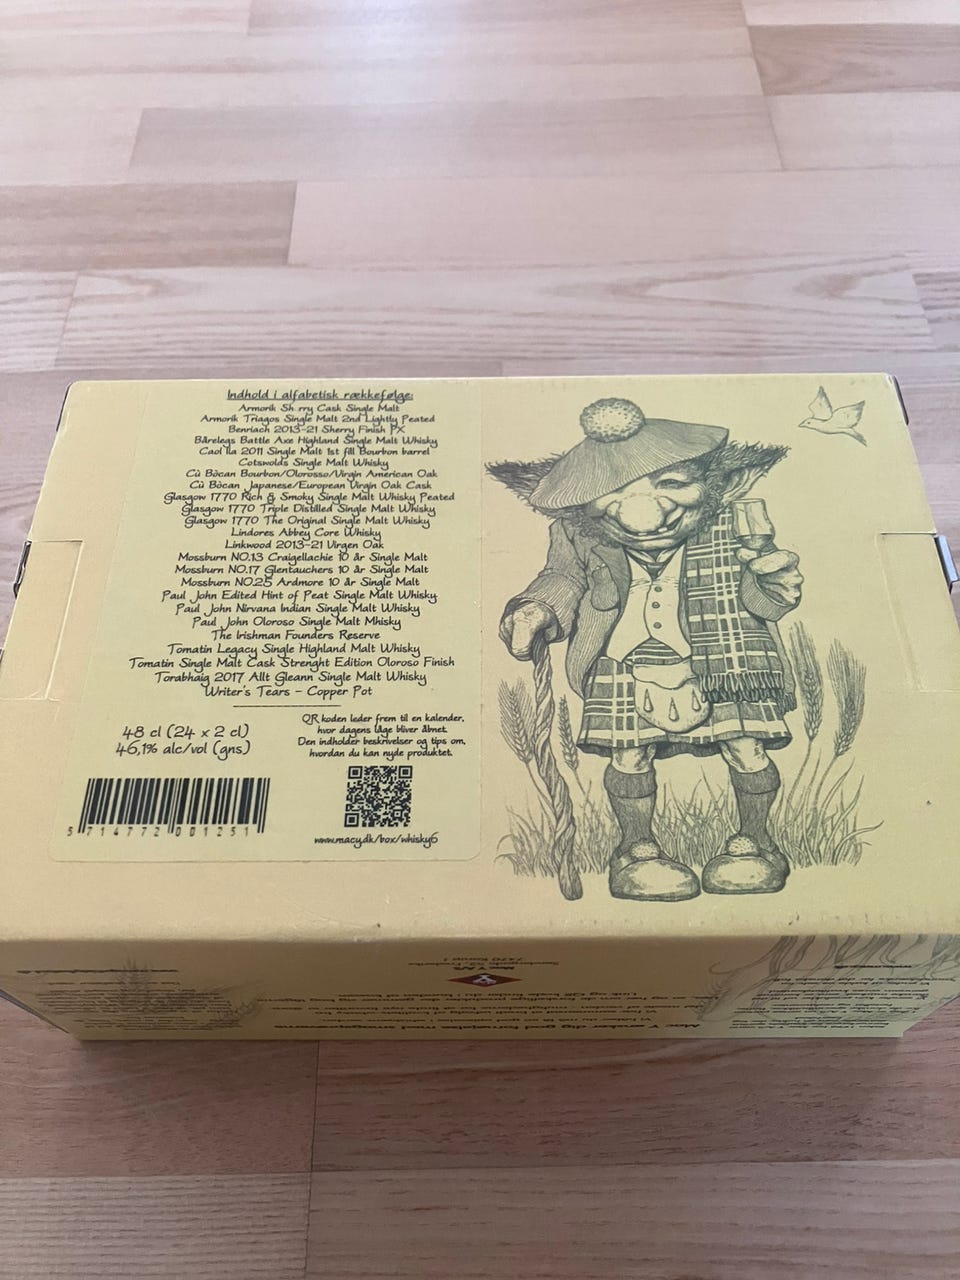 Indhold i alfabetisk rækkefølge:
Armorik Sh rry Cask Single Malt
Armorik Triagos Single Malt 2nd Lightly Peated
Benriach 2013-21 Sherry Finish PX
Bårelegs Battle Axe Highland Single Malt Whisky
Caol Ila 2011 Single Malt 1st fill Bourbon barrel
Cotswolds Single Malt Whisky
Cù Bòcan Bourbon/Olorosso/Virgin American Oak
Cù Bòcan Japanese/European Virgin Oak Cask
Glasgow 1770 Rich & Smoky Single Malt Whisky Peated
Glasgow 1770 Triple Distilled Single Malt Whisky
Glasgow 1770 The Original Single Malt Whisky
Lindores Abbey Core Whisky
Linkwood 2013-21 Virgen Oak
Mossburn NO.13 Craigellachie 10 år Single Malt
Mossburn NO.17 Glentauchers 10 år Single Malt
Mossburn NO.25 Ardmore 10 år Single Malt
Paul John Edited Hint of Peat Single Malt Whisky
Paul John Nirvana Indian Single Malt Whisky
Paul John Oloroso Single Malt Mhisky
The Irishman Founders Reserve
Tomatin Legacy Single Highland Malt Whisky
Tomatin Single Malt Cask Strenght Edition Oloroso Finish
Torabhaig 2017 Allt Gleann Single Malt Whisky
Writer's Tears - Copper Pot
48 cl (24 x 2 cl)
46,1% alc/vol (gns)
QR koden leder frem til en kalender,
hvor dagens låge bliver åbnet.
Den indholder beskrivelser og tips om,
hvordan du kan nyde produktet.
5 714772 001251
www.macy.dk/box/whisky6
Mac Y ønsker dig god fornøjelse med smagsprøverne